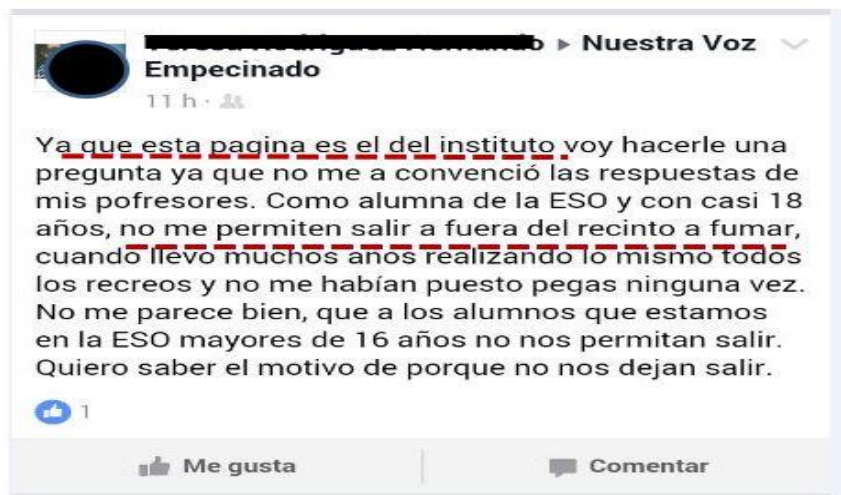 ▸ Nuestra Voz
Empecinado
11 h ·
Ya que esta pagina es el del instituto voy hacerle una
pregunta ya que no me a convenció las respuestas de
mis pofresores. Como alumna de la ESO y con casi 18
años, no me permiten salir a fuera del recinto a fumar,
cuando llevo muchos años realizando lo mismo todos
los recreos y no me habían puesto pegas ninguna vez.
No me parece bien, que a los alumnos que estamos
en la ESO mayores de 16 años no nos permitan salir.
Quiero saber el motivo de porque no nos dejan salir.
1
Me gusta Comentar